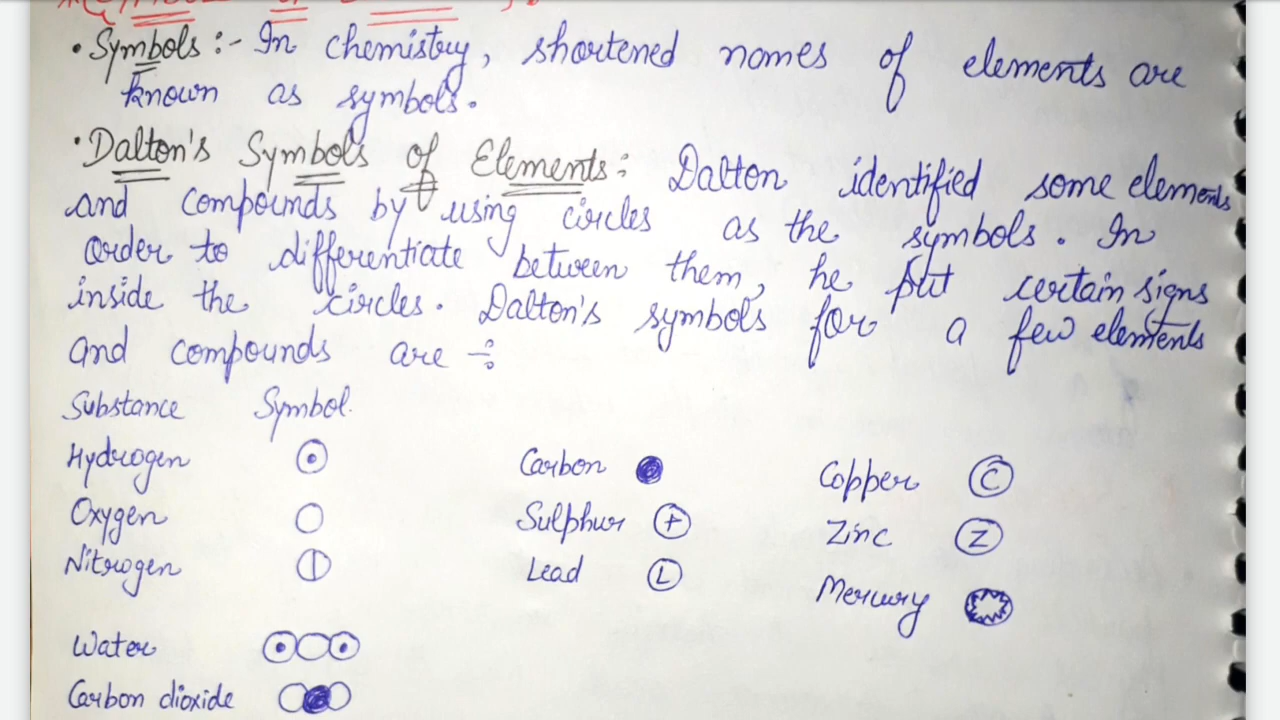 • Symbols :- In chemistry, shortened names of elements are
known as symbols.
• Dalton's Symbols of Elements: Dalton identified some elements
and compounds by using circles as the symbols. In
order to differentiate between them, he put certain signs
inside the circles. Dalton's symbols for a few elements
and compounds are ÷
Substance Symbol.
Hydrogen
Carbon
Copper C
Oxygen
Sulphur +
Zinc Z
Nitrogen
Lead L
Mercury
Water
Carbon dioxide